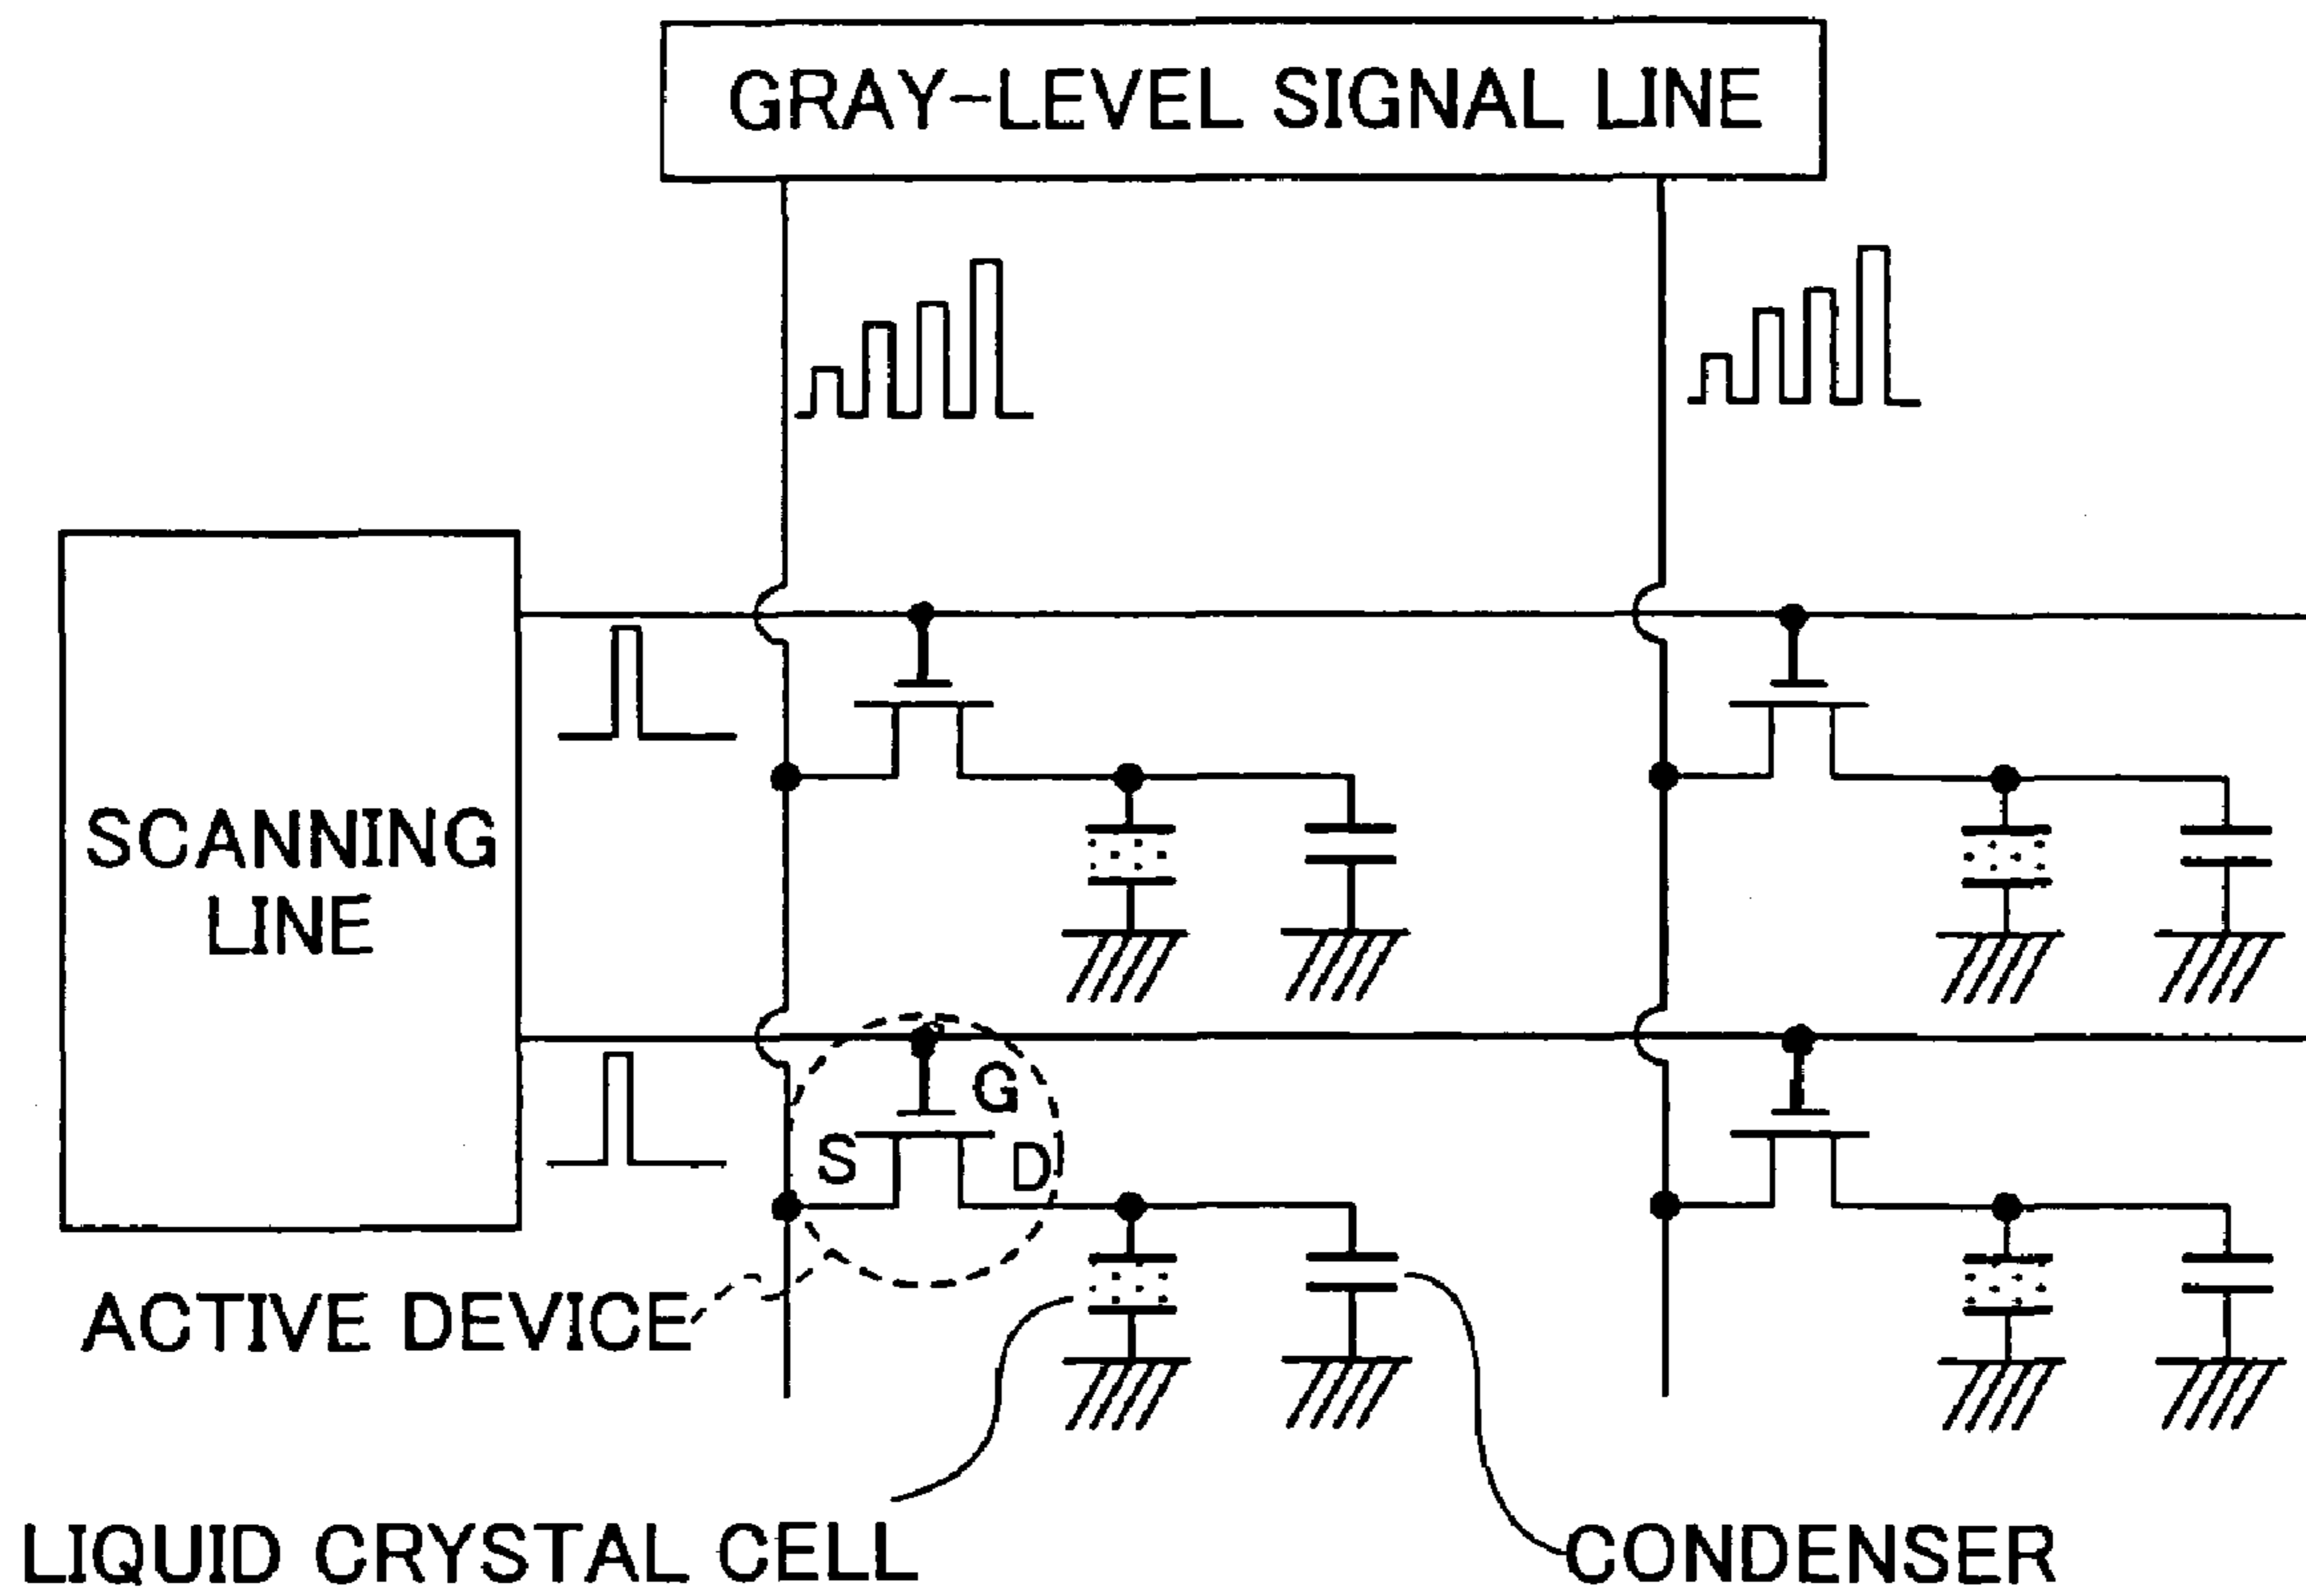 GRAY-LEVEL SIGNAL LINE
SCANNING
LINE
G
S
D
ACTIVE DEVICE
LIQUID CRYSTAL CELL
CONDENSER